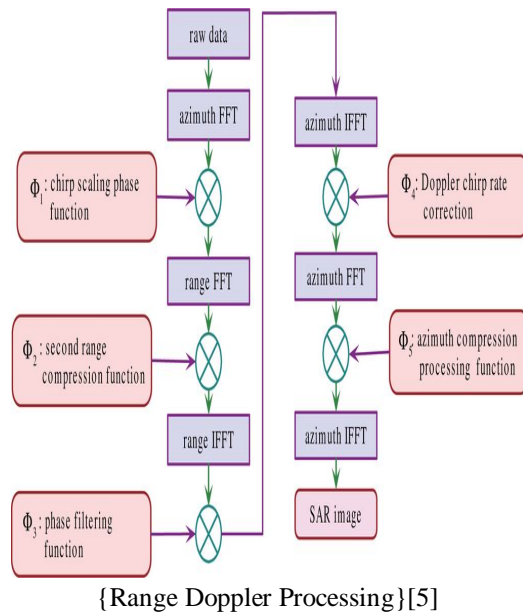 raw data
azimuth FFT
Φ1: chirp scaling phase
function
range FFT
Φ2: second range
compression function
range IFFT
Φ3: phase filtering
function
azimuth IFFT
Φ4: Doppler chirp rate
correction
azimuth FFT
Φ5: azimuth compression
processing function
azimuth IFFT
SAR image
{Range Doppler Processing}[5]